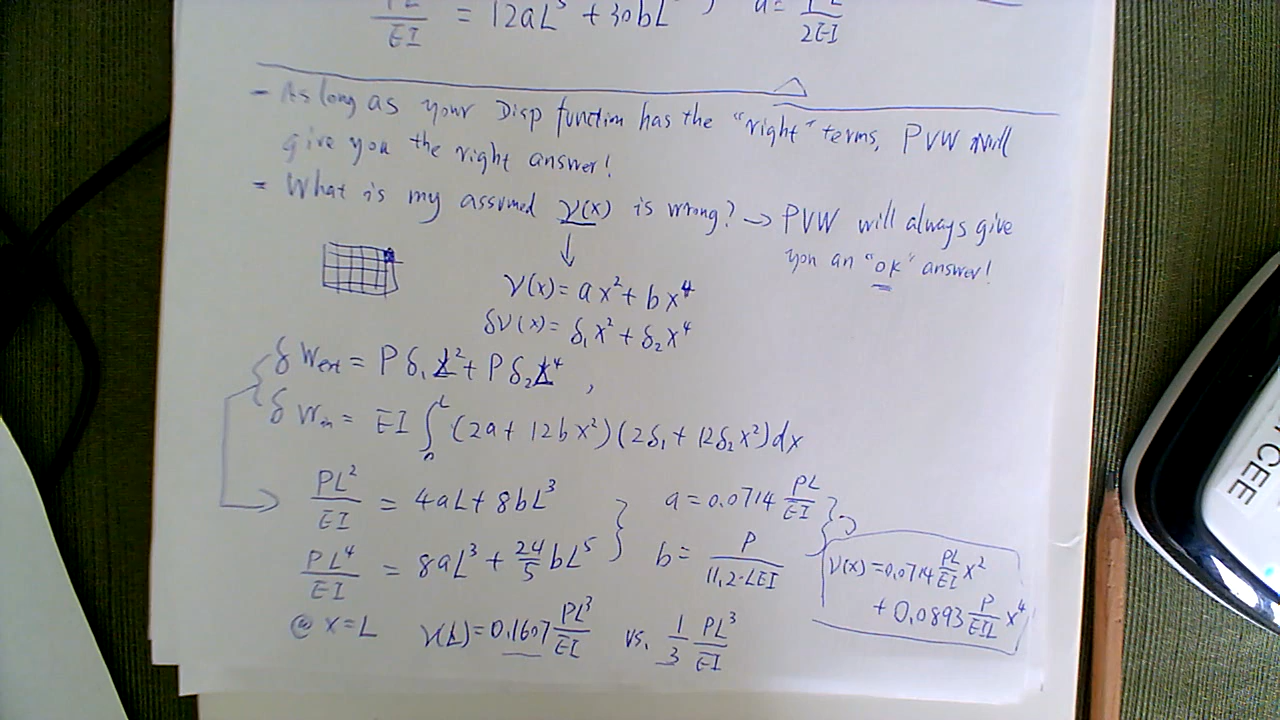 PL/EI = 12aL³ + 30bL , a = PL/2EI
- As long as your Disp function has the "right" terms, PVW will
give you the right answer!
- What is my assumed v(x) is wrong? → PVW will always give
you an "ok" answer!
↓
v(x) = ax² + bx⁴
δv(x) = δ₁x² + δ₂x⁴
δWext = Pδ₁L² + Pδ₂L⁴ ,
δWin = EI ∫₀ᴸ (2a + 12bx²)(2δ₁ + 12δ₂x²)dx
PL²/EI = 4aL + 8bL³ } a = 0.0714 PL/EI
PL⁴/EI = 8aL³ + 24/5 bL⁵ b = P/11.2·LEI
v(x) = 0.0714 PL/EI x²
+ 0.0893 P/EIL x⁴
@ x=L v(L) = 0.1607 PL³/EI vs. 1/3 PL³/EI
CEE